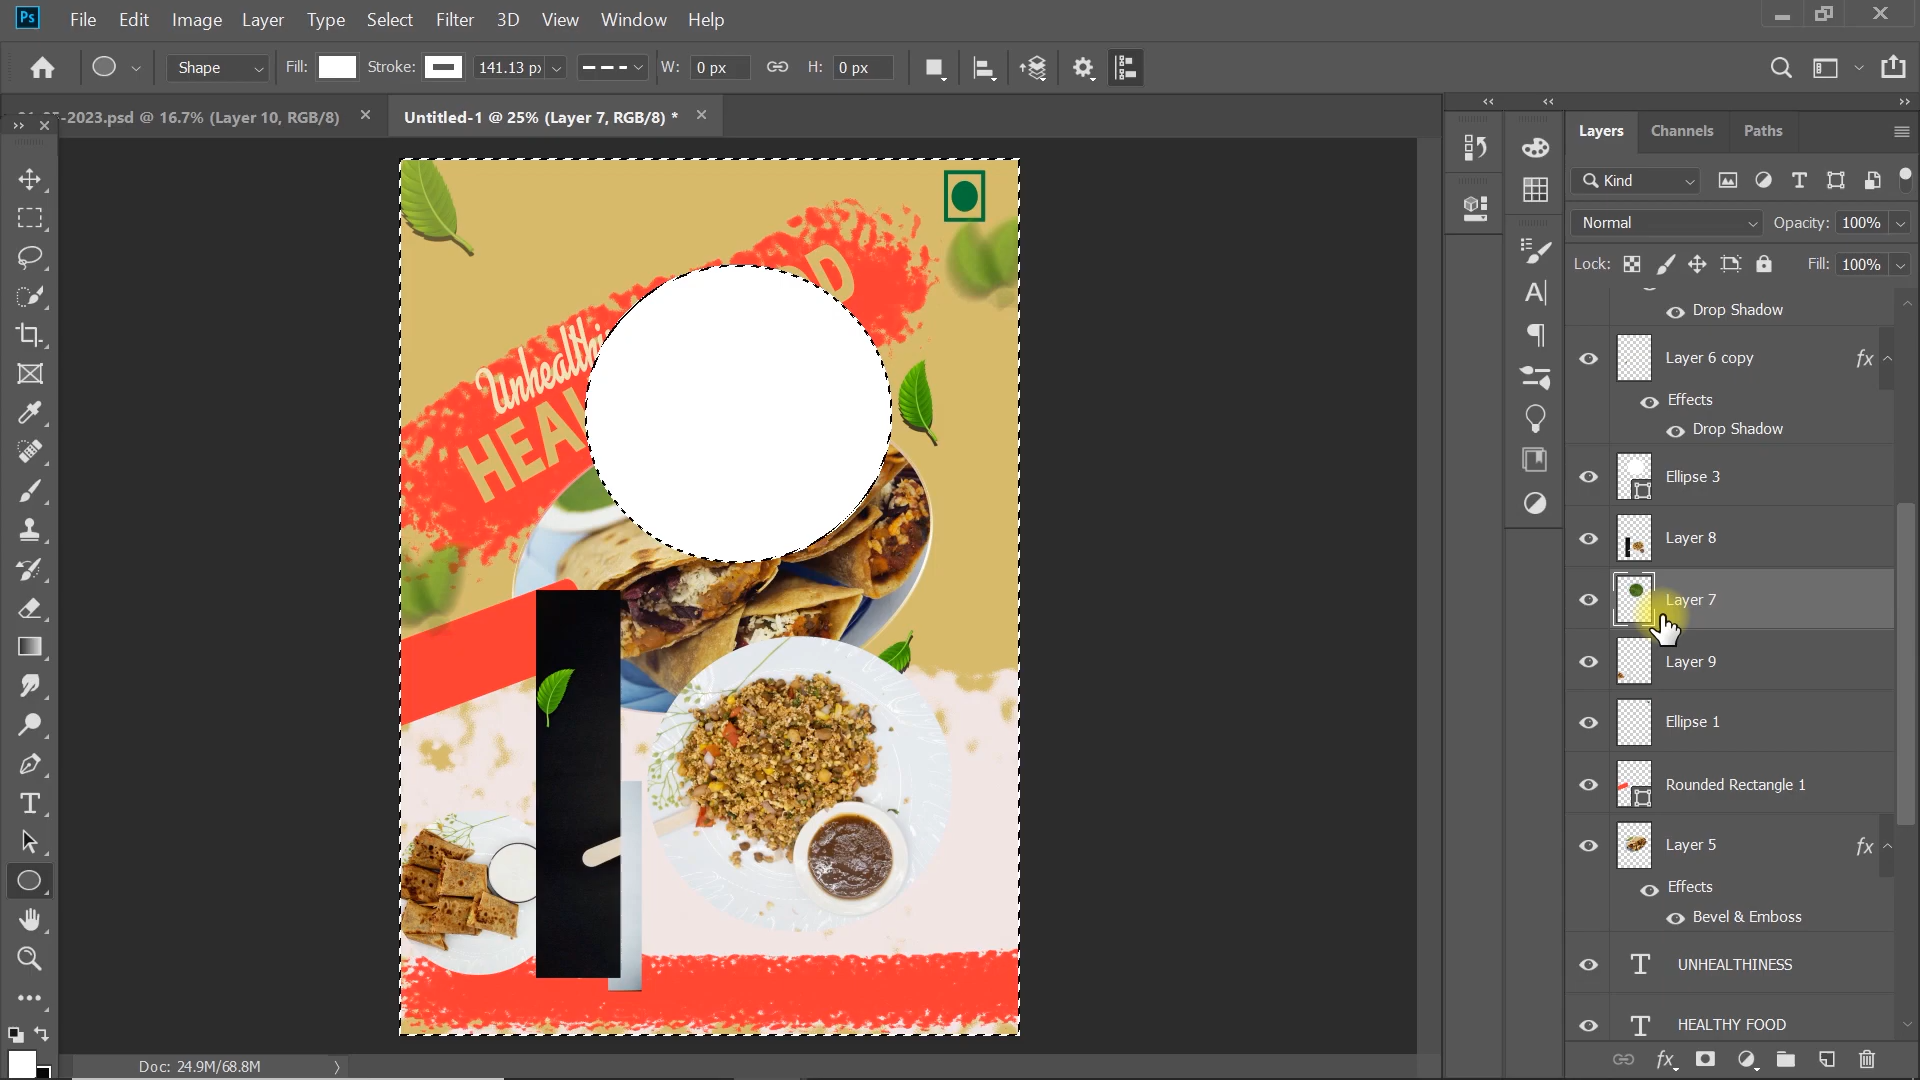 Ps File Edit Image Layer Type Select Filter 3D View Window Help
Shape Fill: Stroke: 141.13 px W: 0 px H: 0 px
-2023.psd @ 16.7% (Layer 10, RGB/8) × Untitled-1 @ 25% (Layer 7, RGB/8) * ×
Layers Channels Paths
Kind
Normal Opacity: 100%
Lock: Fill: 100%
Drop Shadow
Layer 6 copy fx
Effects
Drop Shadow
Ellipse 3
Layer 8
Layer 7
Layer 9
Ellipse 1
Rounded Rectangle 1
Layer 5 fx
Effects
Bevel & Emboss
UNHEALTHINESS
HEALTHY FOOD
Unhealthi
HEAL
OD
Doc: 24.9M/68.8M